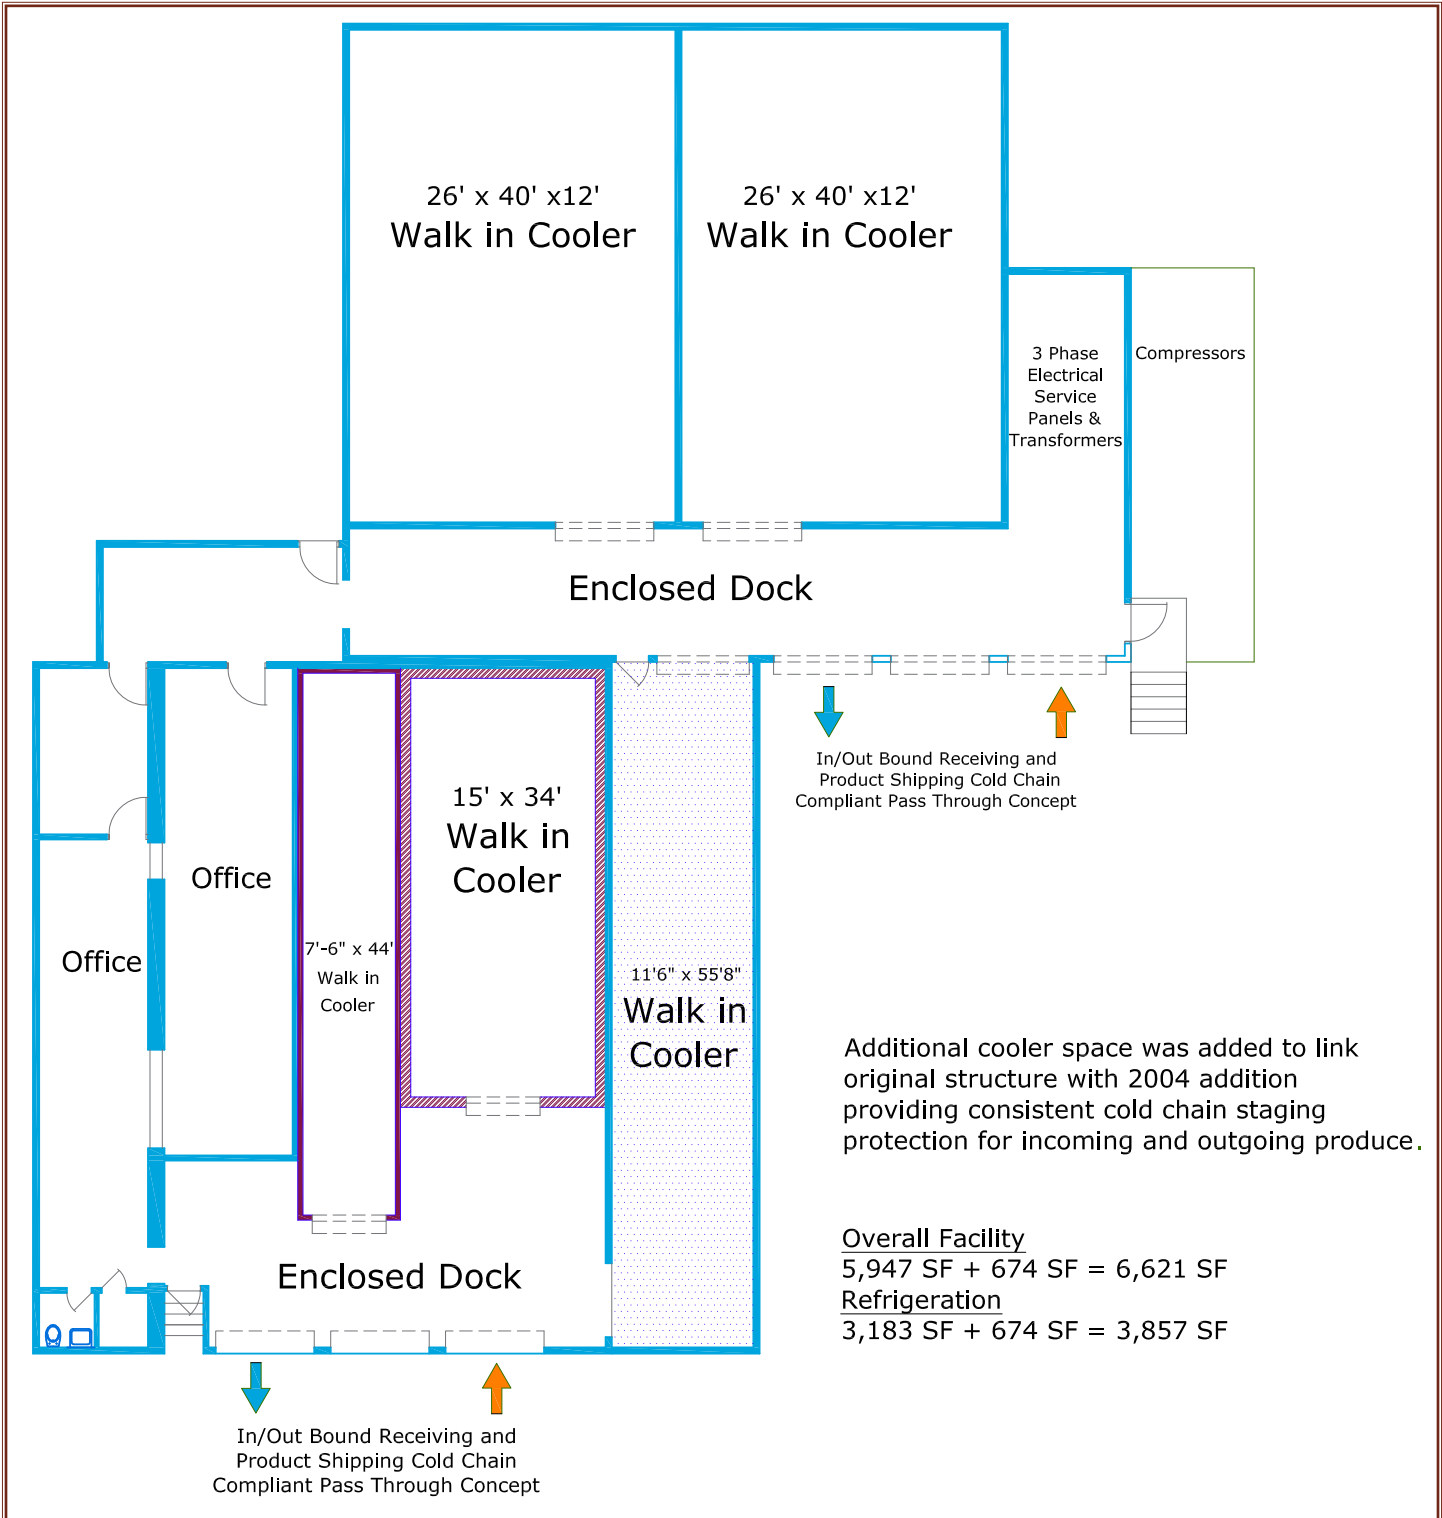 26' x 40' x12'
Walk in Cooler
26' x 40' x12'
Walk in Cooler
3 Phase
Electrical
Service
Panels &
Transformers
Compressors
Enclosed Dock
In/Out Bound Receiving and
Product Shipping Cold Chain
Compliant Pass Through Concept
15' x 34'
Walk in
Cooler
Office
Office
7'-6" x 44'
Walk in
Cooler
11'6" x 55'8"
Walk in
Cooler
Additional cooler space was added to link
original structure with 2004 addition
providing consistent cold chain staging
protection for incoming and outgoing produce.
Overall Facility
5,947 SF + 674 SF = 6,621 SF
Refrigeration
3,183 SF + 674 SF = 3,857 SF
Enclosed Dock
In/Out Bound Receiving and
Product Shipping Cold Chain
Compliant Pass Through Concept